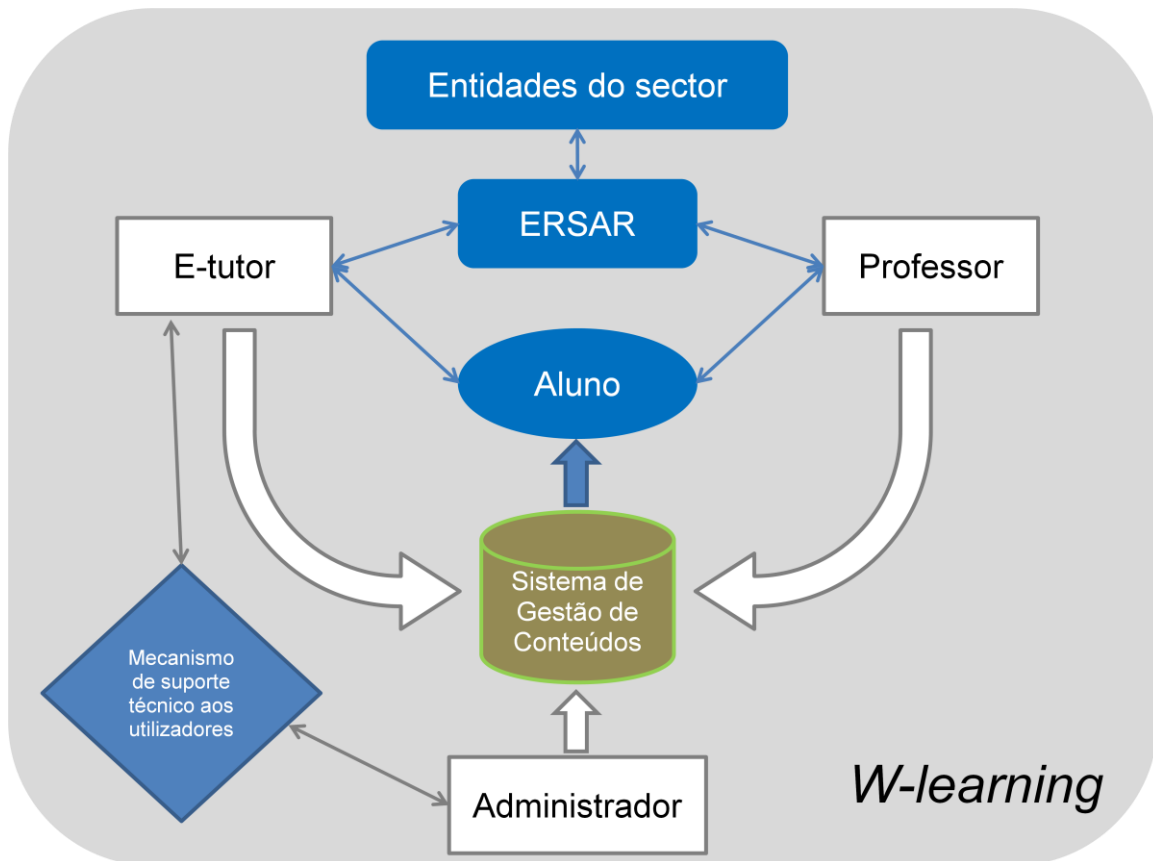 Entidades do sector
ERSAR
E-tutor
Professor
Aluno
Sistema de
Gestão de
Conteúdos
Mecanismo
de suporte
técnico aos
utilizadores
Administrador
W-learning